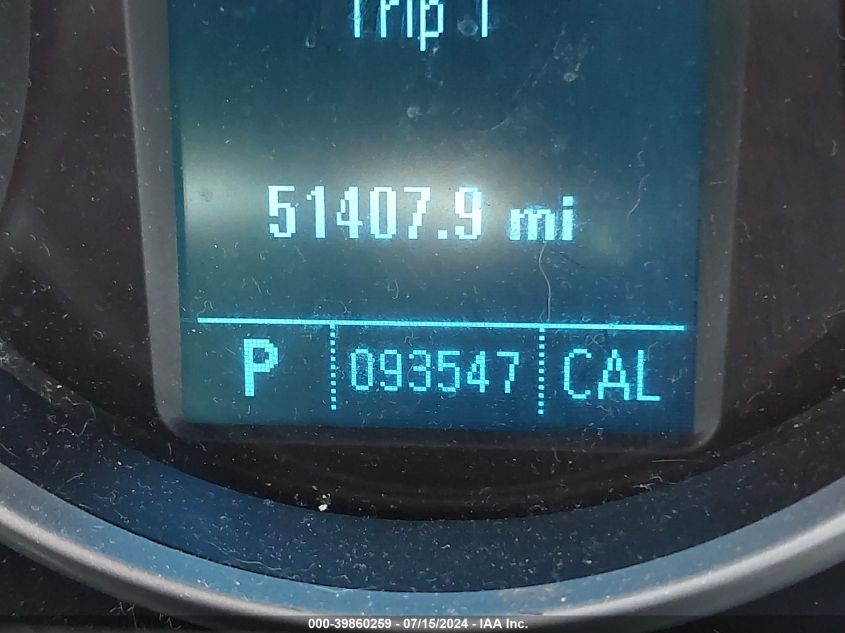 Trip 1
51407.9 mi
P 093547 CAL
000-39860259 - 07/15/2024 - IAA Inc.